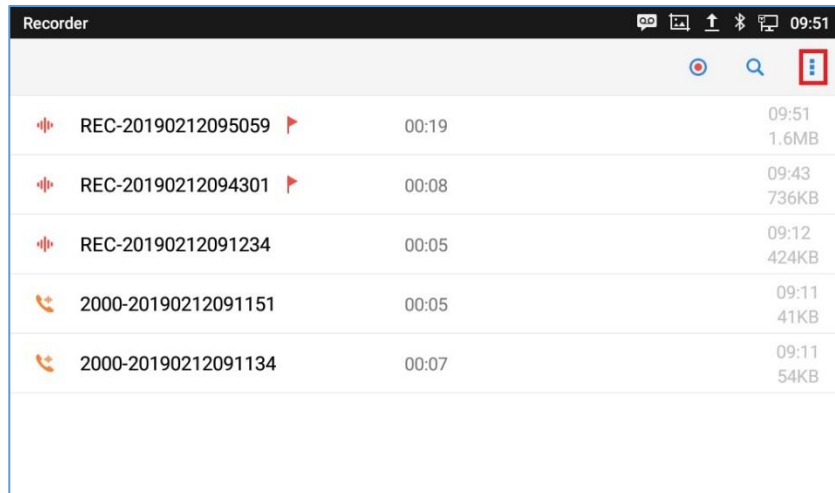 Recorder 09:51
REC-20190212095059 00:19 09:51
1.6MB
REC-20190212094301 00:08 09:43
736KB
REC-20190212091234 00:05 09:12
424KB
2000-20190212091151 00:05 09:11
41KB
2000-20190212091134 00:07 09:11
54KB